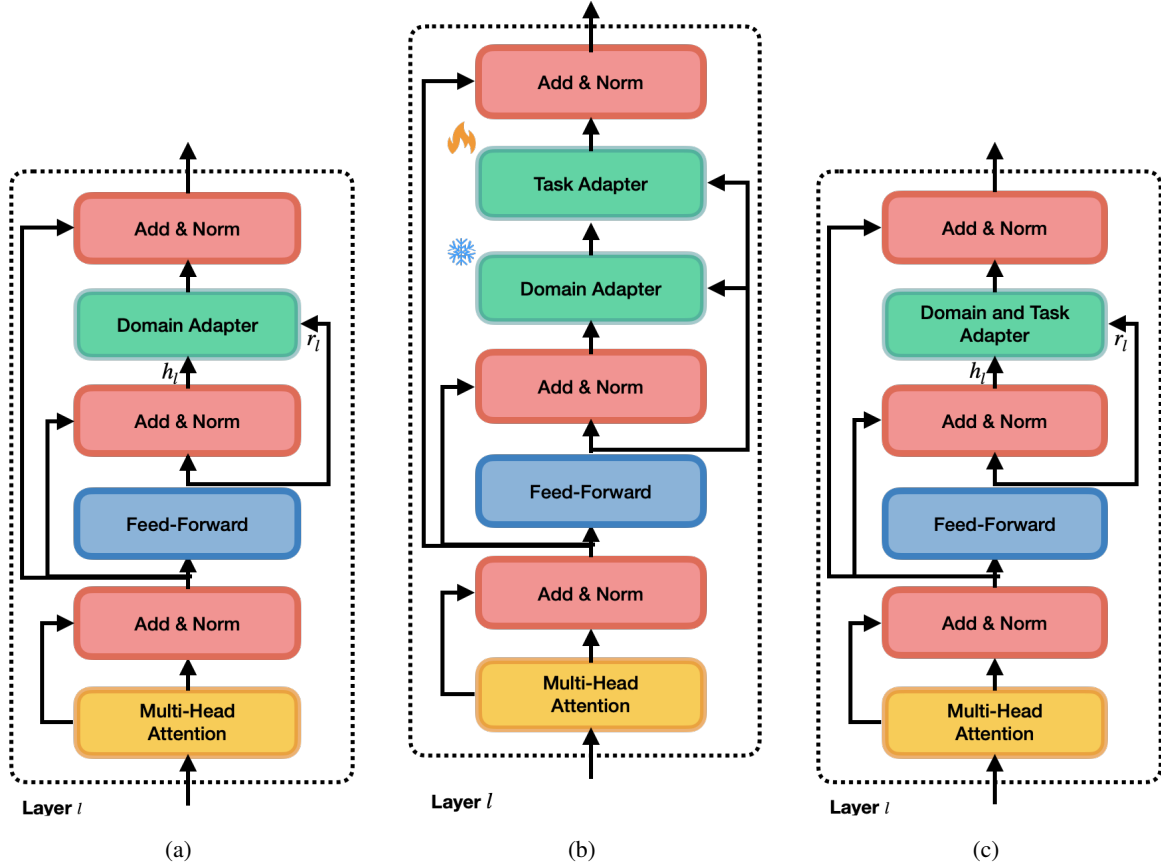 Add & Norm
Domain Adapter
r_l
h_l
Add & Norm
Feed-Forward
Add & Norm
Multi-Head
Attention
Layer l
(a)
Add & Norm
Task Adapter
Domain Adapter
Add & Norm
Feed-Forward
Add & Norm
Multi-Head
Attention
Layer l
(b)
Add & Norm
Domain and Task
Adapter
r_l
h_l
Add & Norm
Feed-Forward
Add & Norm
Multi-Head
Attention
Layer l
(c)